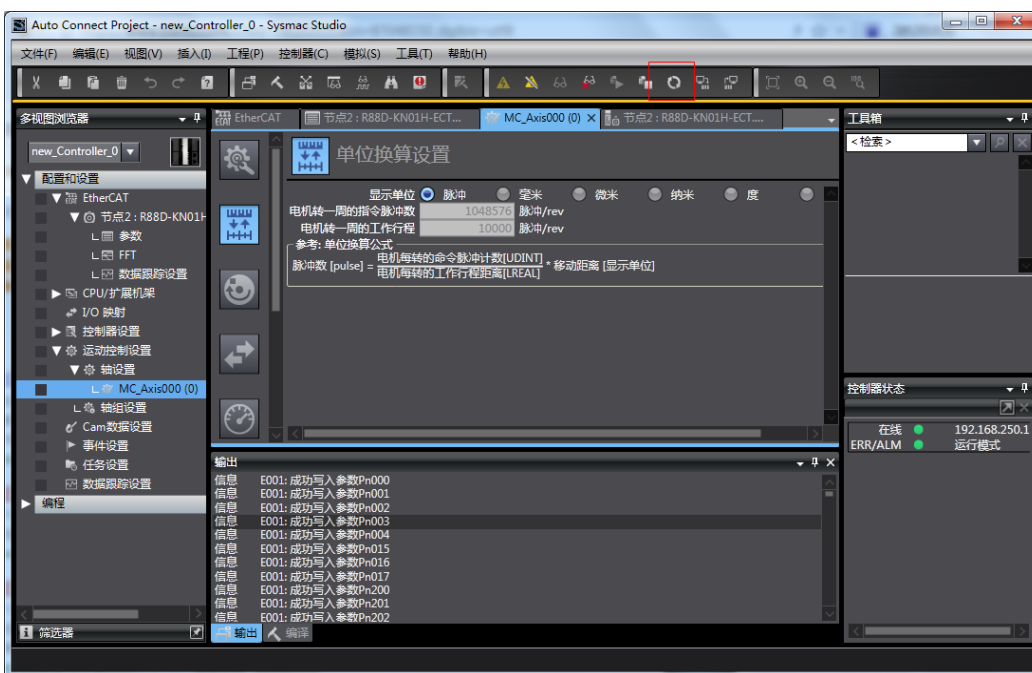 Auto Connect Project - new_Controller_0 - Sysmac Studio
文件(F) 编辑(E) 视图(V) 插入(I) 工程(P) 控制器(C) 模拟(S) 工具(T) 帮助(H)
多视图浏览器
new_Controller_0
配置和设置
EtherCAT
节点2 : R88D-KN01H
参数
FFT
数据跟踪设置
CPU/扩展机架
I/O 映射
控制器设置
运动控制设置
轴设置
MC_Axis000 (0)
轴组设置
Cam数据设置
事件设置
任务设置
数据跟踪设置
编程
筛选器
EtherCAT 节点2 : R88D-KN01H-ECT... MC_Axis000 (0) 节点2 : R88D-KN01H-ECT....
单位换算设置
显示单位 脉冲 毫米 微米 纳米 度
电机转一周的指令脉冲数 1048576 脉冲/rev
电机转一周的工作行程 10000 脉冲/rev
参考: 单位换算公式
脉冲数 [pulse] = 电机每转的命令脉冲计数[UDINT] * 移动距离 [显示单位]
电机每转的工作行程距离[LREAL]
输出
信息 E001: 成功写入参数Pn000
信息 E001: 成功写入参数Pn001
信息 E001: 成功写入参数Pn002
信息 E001: 成功写入参数Pn003
信息 E001: 成功写入参数Pn004
信息 E001: 成功写入参数Pn015
信息 E001: 成功写入参数Pn016
信息 E001: 成功写入参数Pn017
信息 E001: 成功写入参数Pn200
信息 E001: 成功写入参数Pn201
信息 E001: 成功写入参数Pn202
输出 编译
工具箱
<检索>
控制器状态
在线 192.168.250.1
ERR/ALM 运行模式